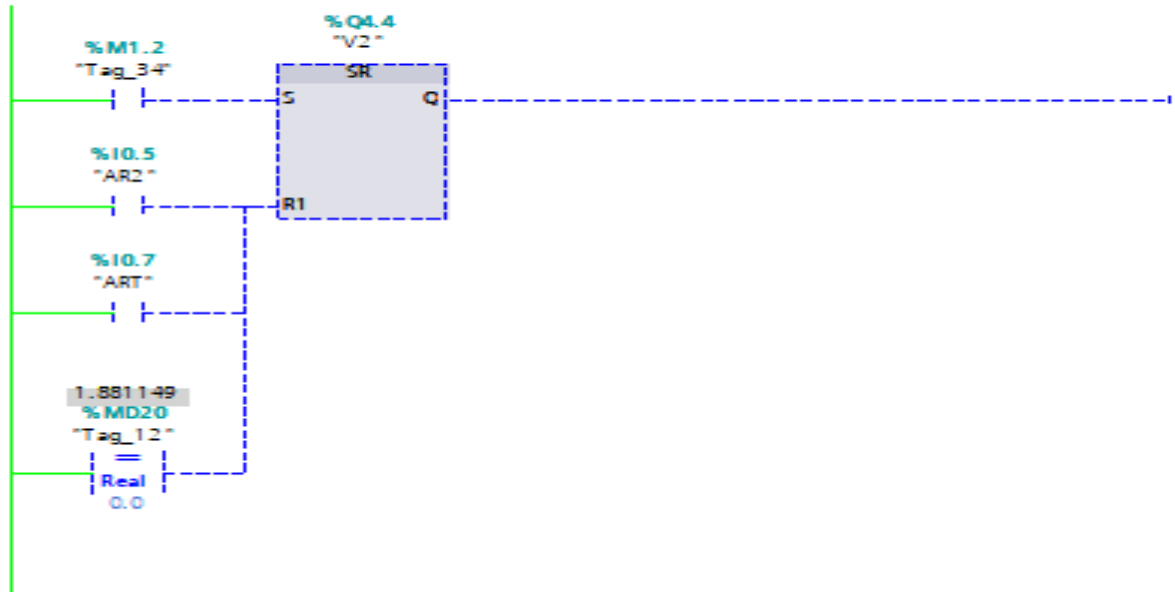 %Q4.4
"V2"
%M1.2
"Tag_34"
SR
S
Q
%I0.5
"AR2"
R1
%I0.7
"ART"
1.881149
%MD20
"Tag_12"
=
Real
0.0